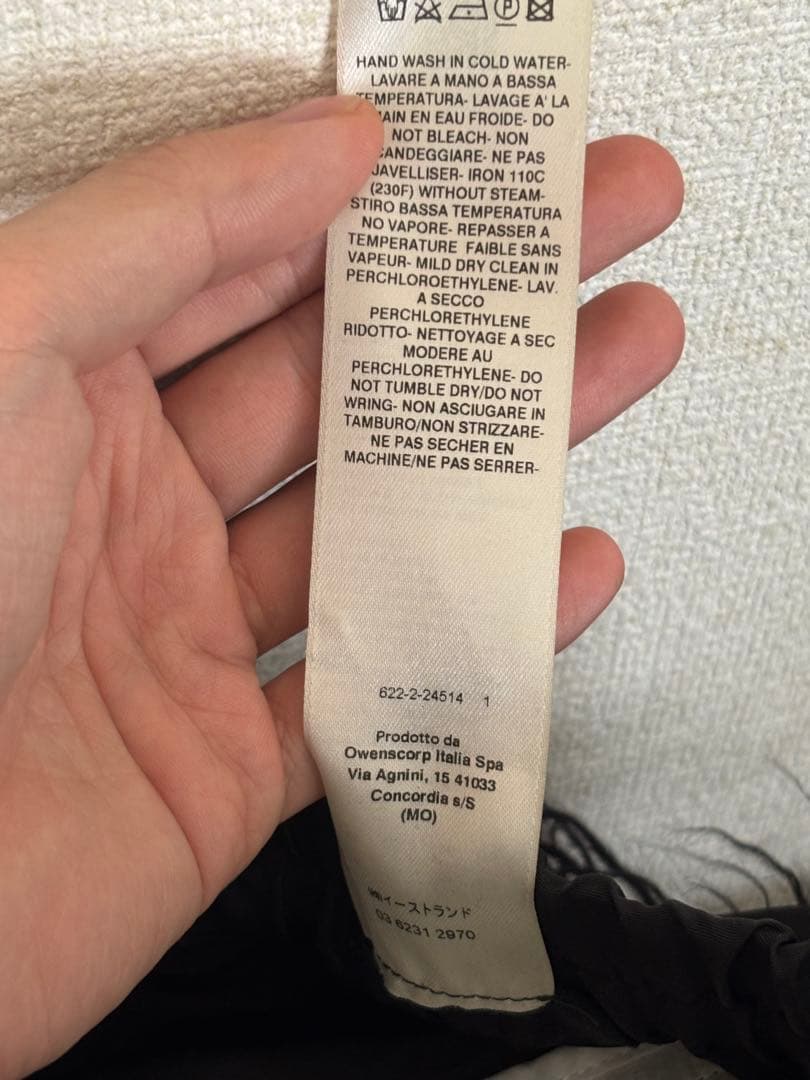 HAND WASH IN COLD WATER-
LAVARE A MANO A BASSA
TEMPERATURA- LAVAGE A' LA
MAIN EN EAU FROIDE- DO
NOT BLEACH- NON
CANDEGGIARE- NE PAS
JAVELLISER- IRON 110C
(230F) WITHOUT STEAM-
STIRO BASSA TEMPERATURA
NO VAPORE- REPASSER A
TEMPERATURE FAIBLE SANS
VAPEUR- MILD DRY CLEAN IN
PERCHLOROETHYLENE- LAV.
A SECCO
PERCHLORETHYLENE
RIDOTTO- NETTOYAGE A SEC
MODERE AU
PERCHLORETHYLENE- DO
NOT TUMBLE DRY/DO NOT
WRING- NON ASCIUGARE IN
TAMBURO/NON STRIZZARE-
NE PAS SECHER EN
MACHINE/NE PAS SERRER-
622-2-24514 1
Prodotto da
Owenscorp Italia Spa
Via Agnini, 15 41033
Concordia s/S
(MO)
㈱イーストランド
03 6231 2970